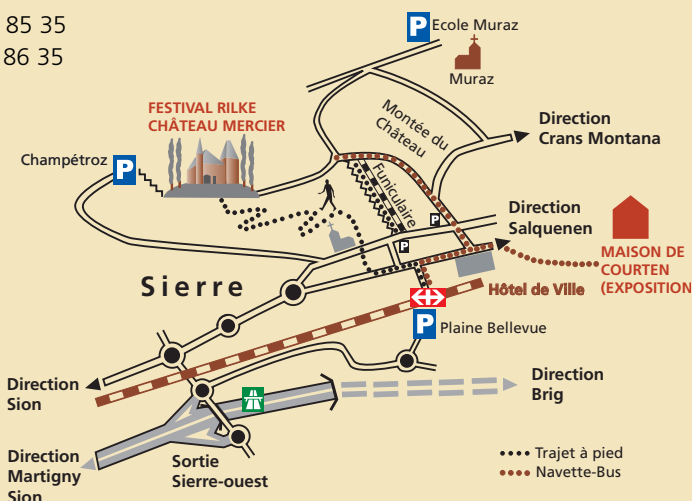 85 35
86 35
P Ecole Muraz
Muraz
FESTIVAL RILKE
CHÂTEAU MERCIER
Montée du
Château
Direction
Crans Montana
Champétroz P
Funiculaire
P
P
Direction
Salquenen
MAISON DE
COURTEN
(EXPOSITION
Sierre
Hôtel de Ville
P Plaine Bellevue
Direction
Sion
Direction
Brig
Direction
Martigny
Sion
Sortie
Sierre-ouest
Trajet à pied
Navette-Bus